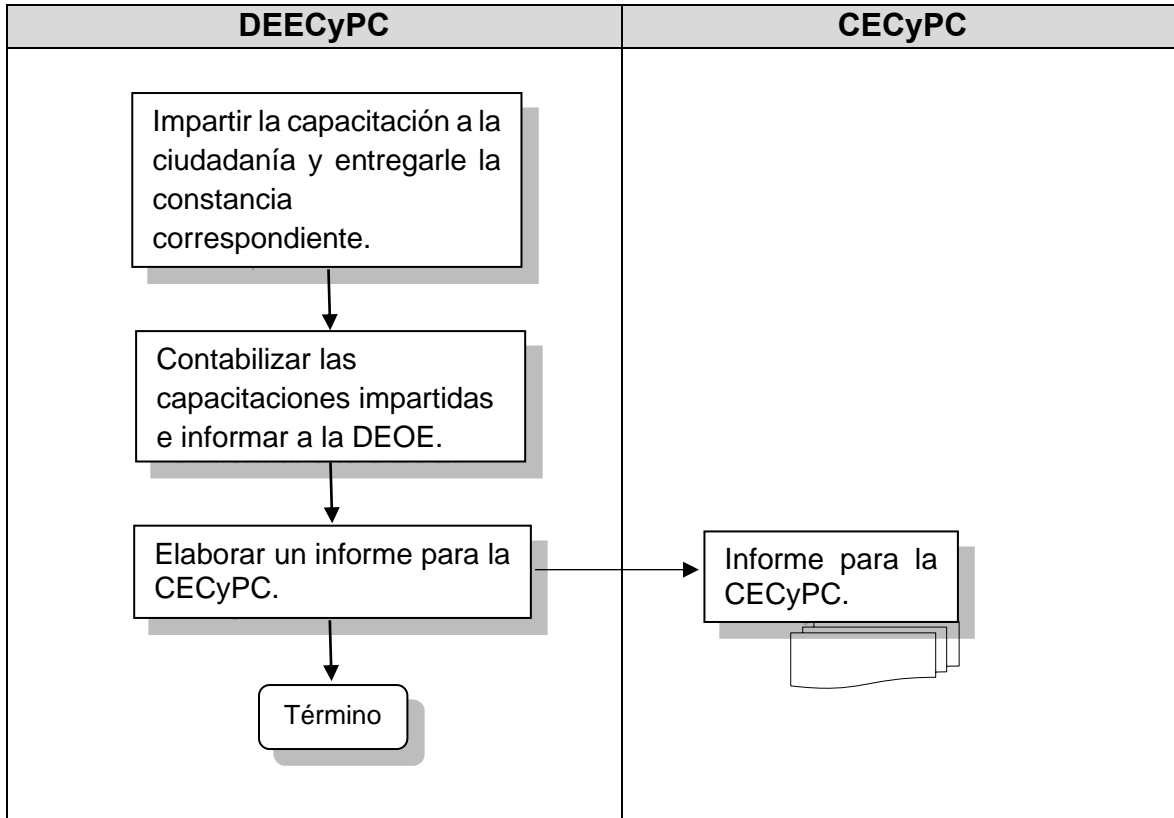 DEECyPC
CECyPC
Impartir la capacitación a la
ciudadanía y entregarle la
constancia
correspondiente.
Contabilizar las
capacitaciones impartidas
e informar a la DEOE.
Elaborar un informe para la
CECyPC.
Informe para la
CECyPC.
Término